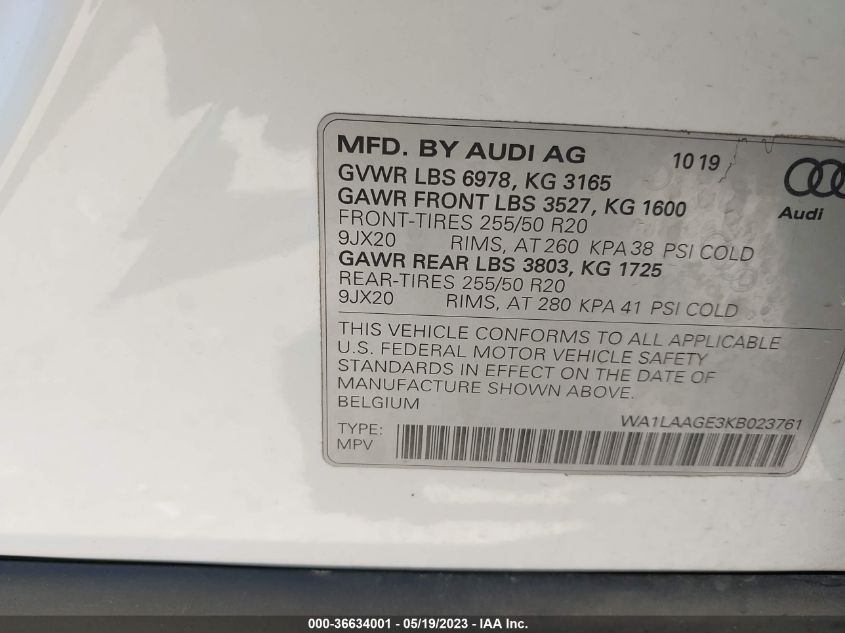 MFD. BY AUDI AG 10 19
GVWR LBS 6978, KG 3165
GAWR FRONT LBS 3527, KG 1600
FRONT-TIRES 255/50 R20
9JX20 RIMS, AT 260 KPA 38 PSI COLD
GAWR REAR LBS 3803, KG 1725
REAR-TIRES 255/50 R20
9JX20 RIMS, AT 280 KPA 41 PSI COLD
Audi
THIS VEHICLE CONFORMS TO ALL APPLICABLE
U.S. FEDERAL MOTOR VEHICLE SAFETY
STANDARDS IN EFFECT ON THE DATE OF
MANUFACTURE SHOWN ABOVE.
BELGIUM
WA1LAAGE3KB023761
TYPE:
MPV
000-36634001 - 05/19/2023 - IAA Inc.